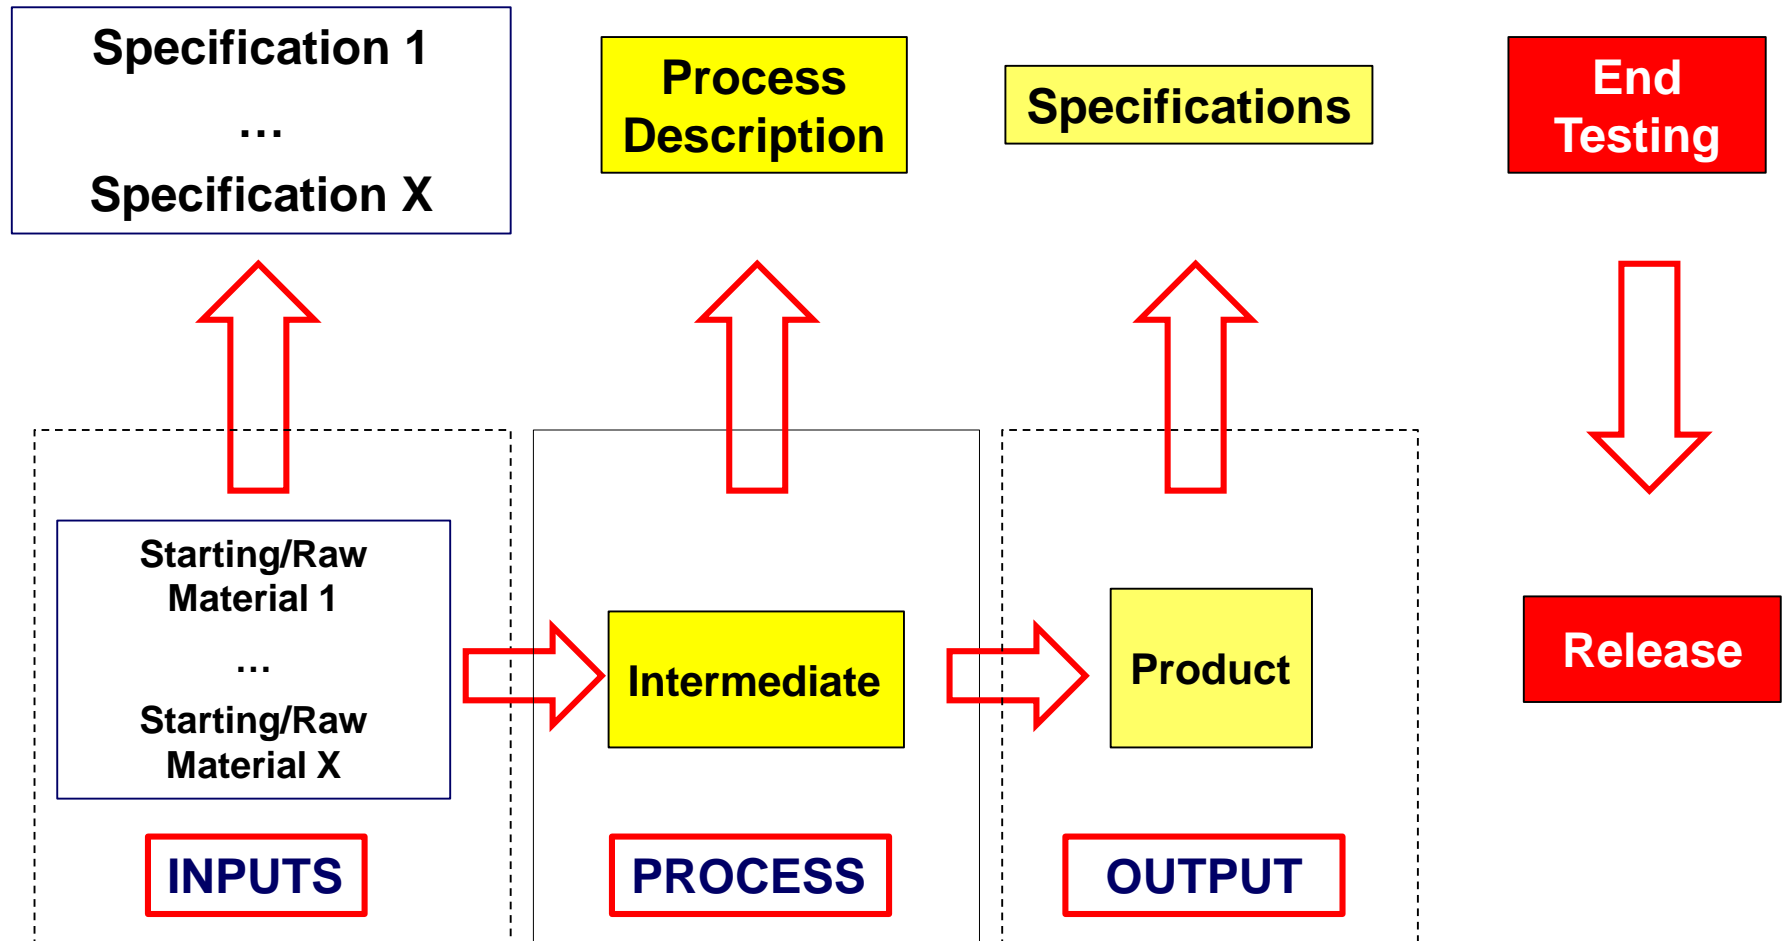 Specification 1
…
Specification X
Process
Description
Specifications
End
Testing
Starting/Raw
Material 1
…
Starting/Raw
Material X
Intermediate
Product
Release
INPUTS
PROCESS
OUTPUT